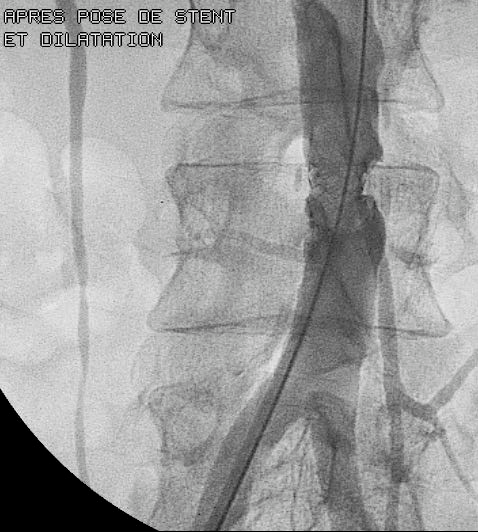 APRES POSE DE STENT
ET DILATATION